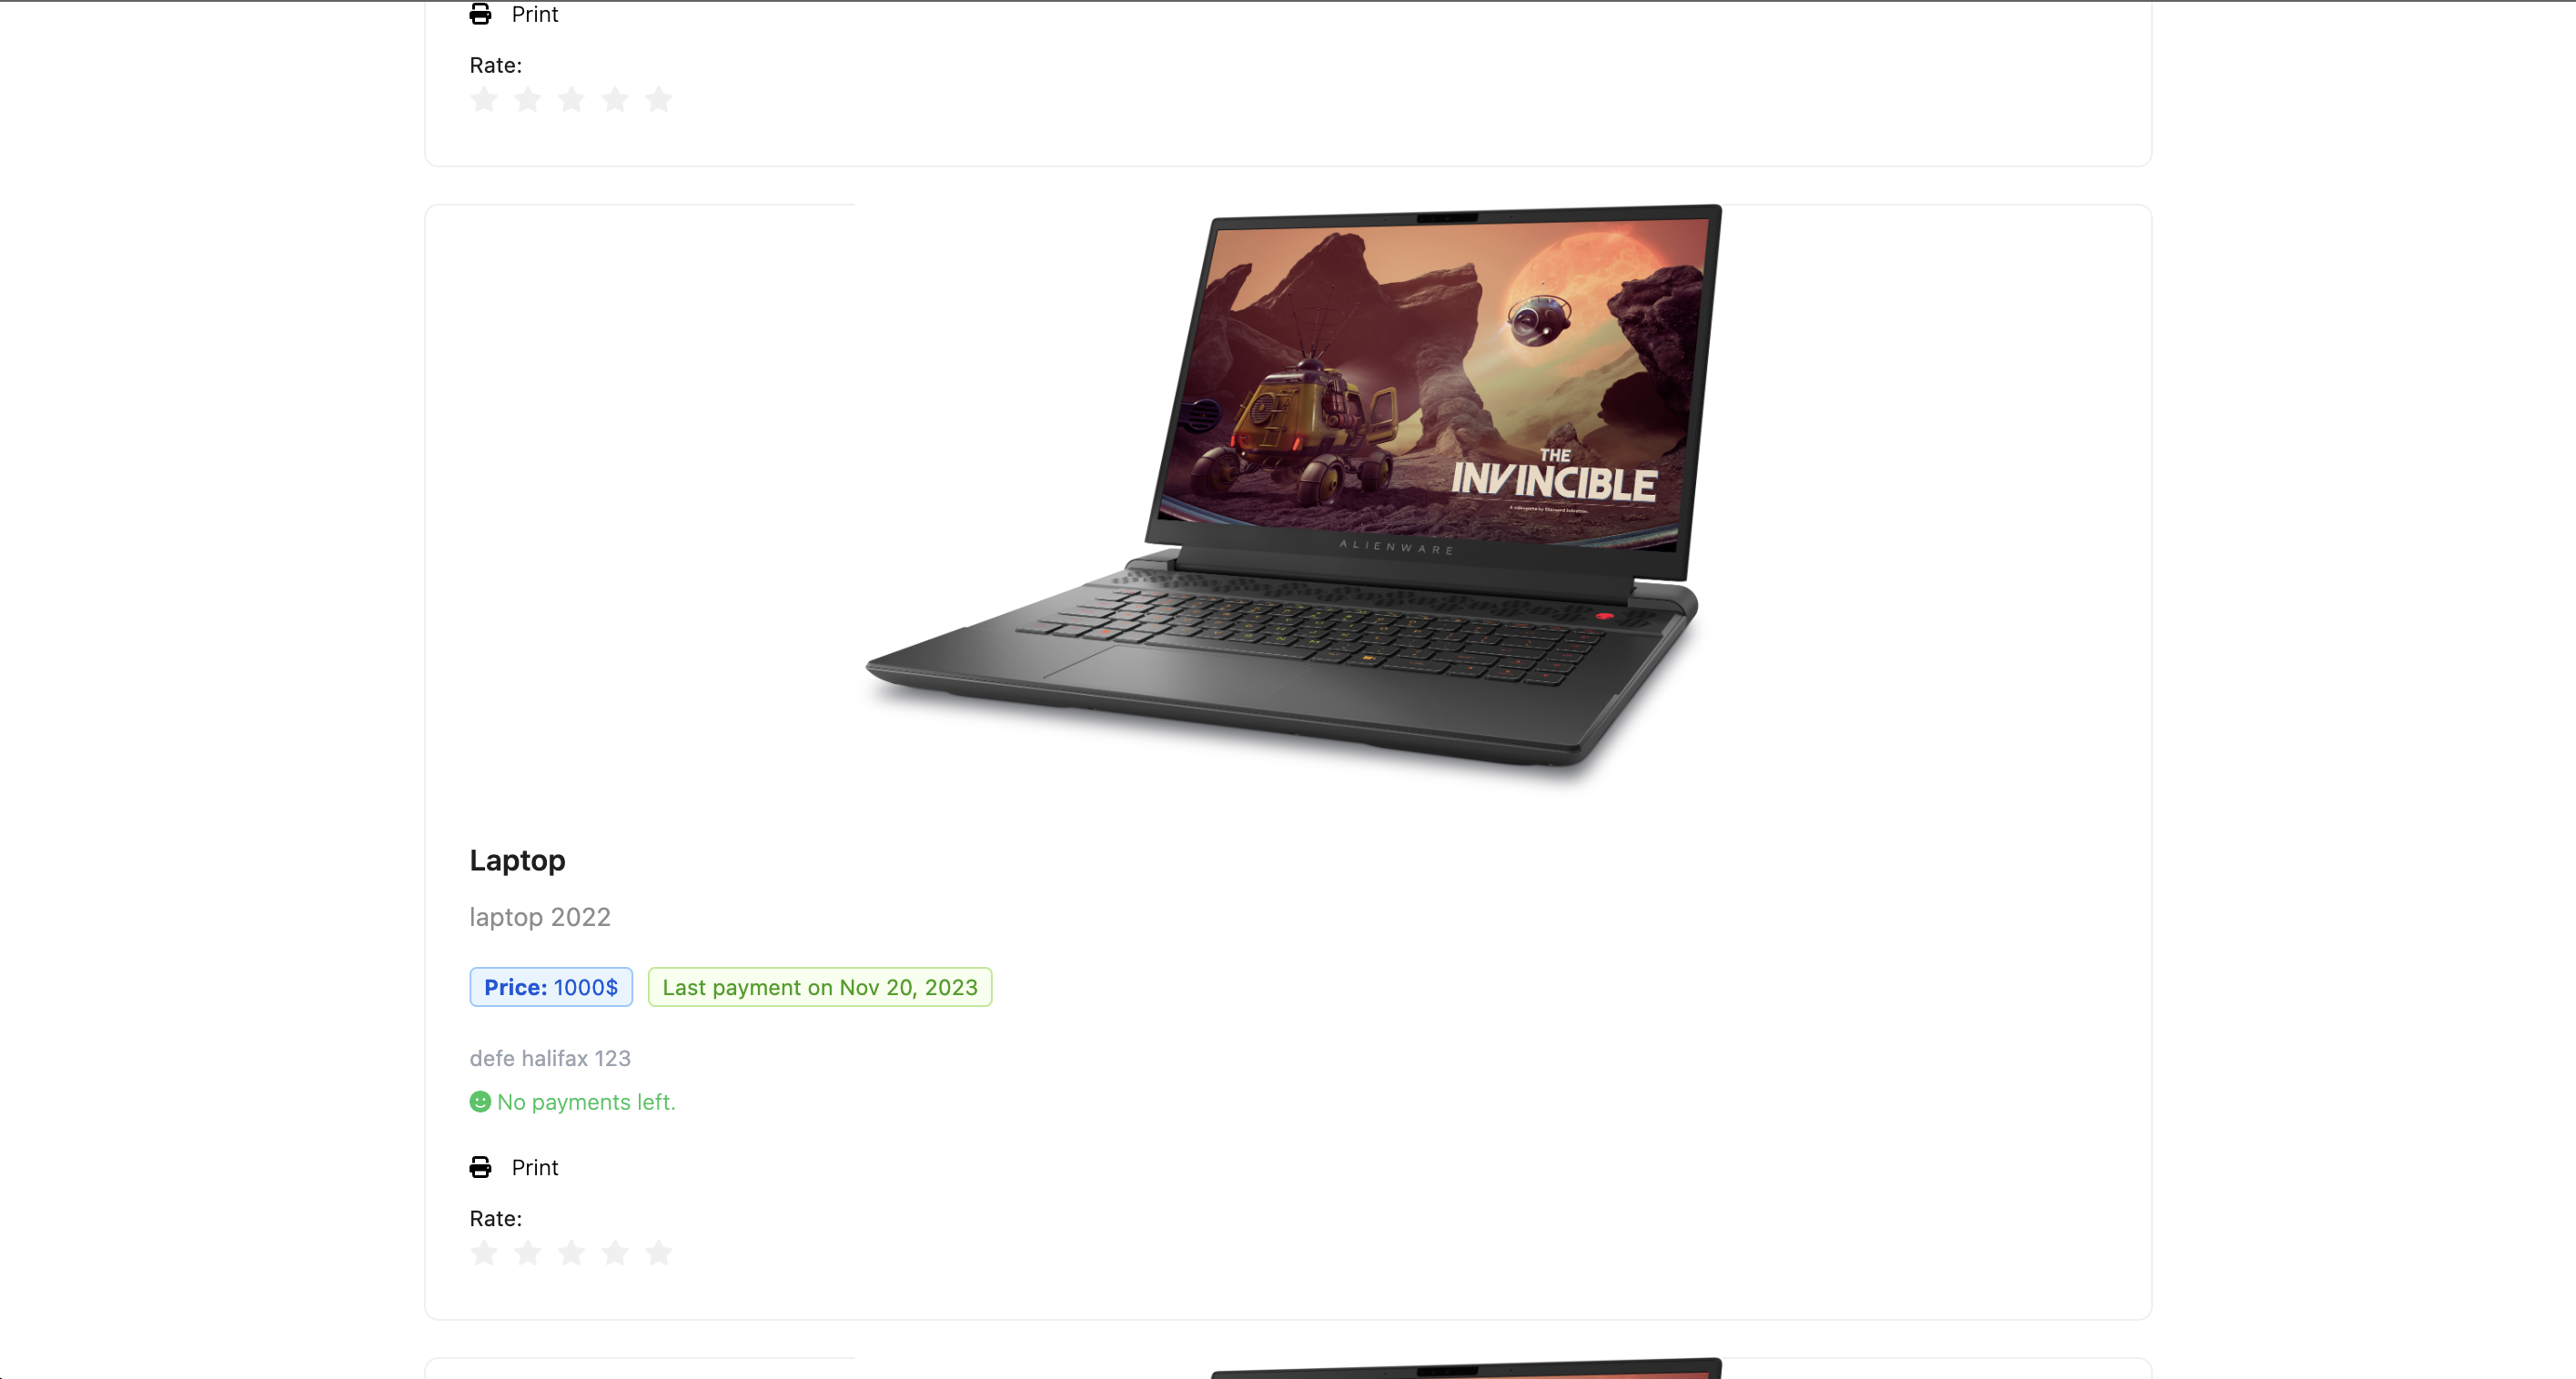 Print
Rate:
THE
INVINCIBLE
ALIENWARE
Laptop
laptop 2022
Price: 1000$ Last payment on Nov 20, 2023
defe halifax 123
No payments left.
Print
Rate: